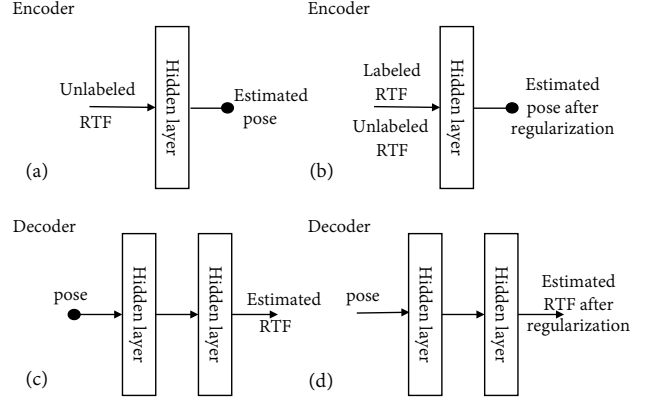 Encoder
Unlabeled
RTF
Hidden layer
Estimated
pose
(a)
Encoder
Labeled
RTF
Unlabeled
RTF
Hidden layer
Estimated
pose after
regularization
(b)
Decoder
pose
Hidden layer
Hidden layer
Estimated
RTF
(c)
Decoder
pose
Hidden layer
Hidden layer
Estimated
RTF after
regularization
(d)